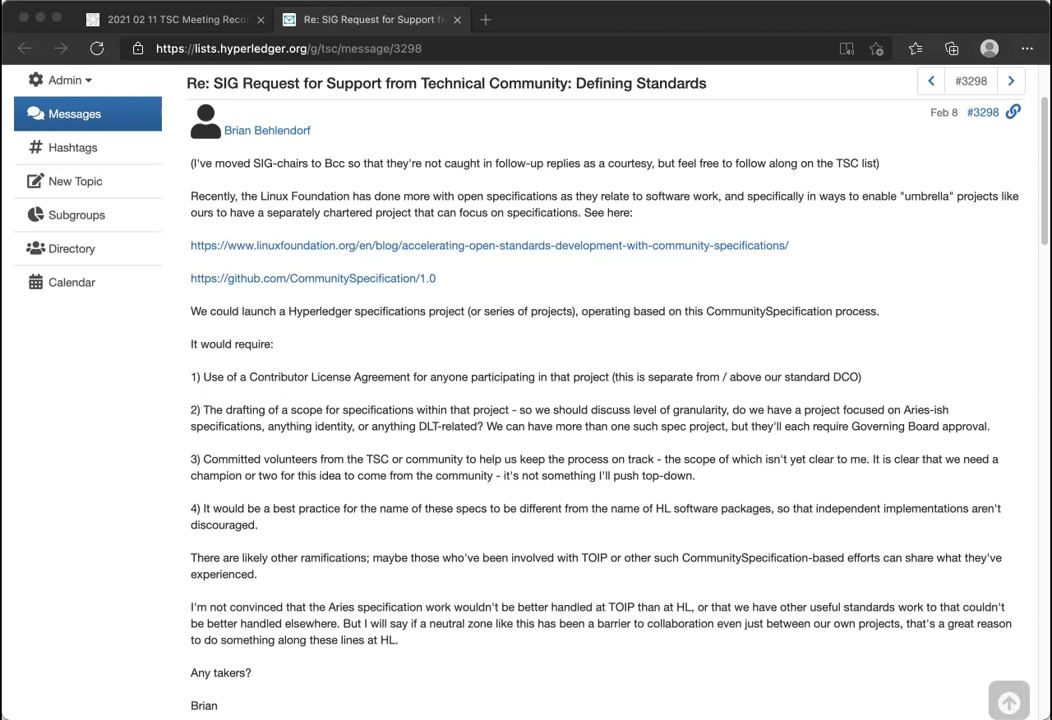 2021 02 11 TSC Meeting Reco
Re: SIG Request for Support fr
https://lists.hyperledger.org/g/tsc/message/3298
Admin
Messages
Hashtags
New Topic
Subgroups
Directory
Calendar
Re: SIG Request for Support from Technical Community: Defining Standards
#3298
Feb 8 #3298
Brian Behlendorf
(I've moved SIG-chairs to Bcc so that they're not caught in follow-up replies as a courtesy, but feel free to follow along on the TSC list)
Recently, the Linux Foundation has done more with open specifications as they relate to software work, and specifically in ways to enable "umbrella" projects like
ours to have a separately chartered project that can focus on specifications. See here:
https://www.linuxfoundation.org/en/blog/accelerating-open-standards-development-with-community-specifications/
https://github.com/CommunitySpecification/1.0
We could launch a Hyperledger specifications project (or series of projects), operating based on this CommunitySpecification process.
It would require:
1) Use of a Contributor License Agreement for anyone participating in that project (this is separate from / above our standard DCO)
2) The drafting of a scope for specifications within that project - so we should discuss level of granularity, do we have a project focused on Aries-ish
specifications, anything identity, or anything DLT-related? We can have more than one such spec project, but they'll each require Governing Board approval.
3) Committed volunteers from the TSC or community to help us keep the process on track - the scope of which isn't yet clear to me. It is clear that we need a
champion or two for this idea to come from the community - it's not something I'll push top-down.
4) It would be a best practice for the name of these specs to be different from the name of HL software packages, so that independent implementations aren't
discouraged.
There are likely other ramifications; maybe those who've been involved with TOIP or other such CommunitySpecification-based efforts can share what they've
experienced.
I'm not convinced that the Aries specification work wouldn't be better handled at TOIP than at HL, or that we have other useful standards work to that couldn't
be better handled elsewhere. But I will say if a neutral zone like this has been a barrier to collaboration even just between our own projects, that's a great reason
to do something along these lines at HL.
Any takers?
Brian